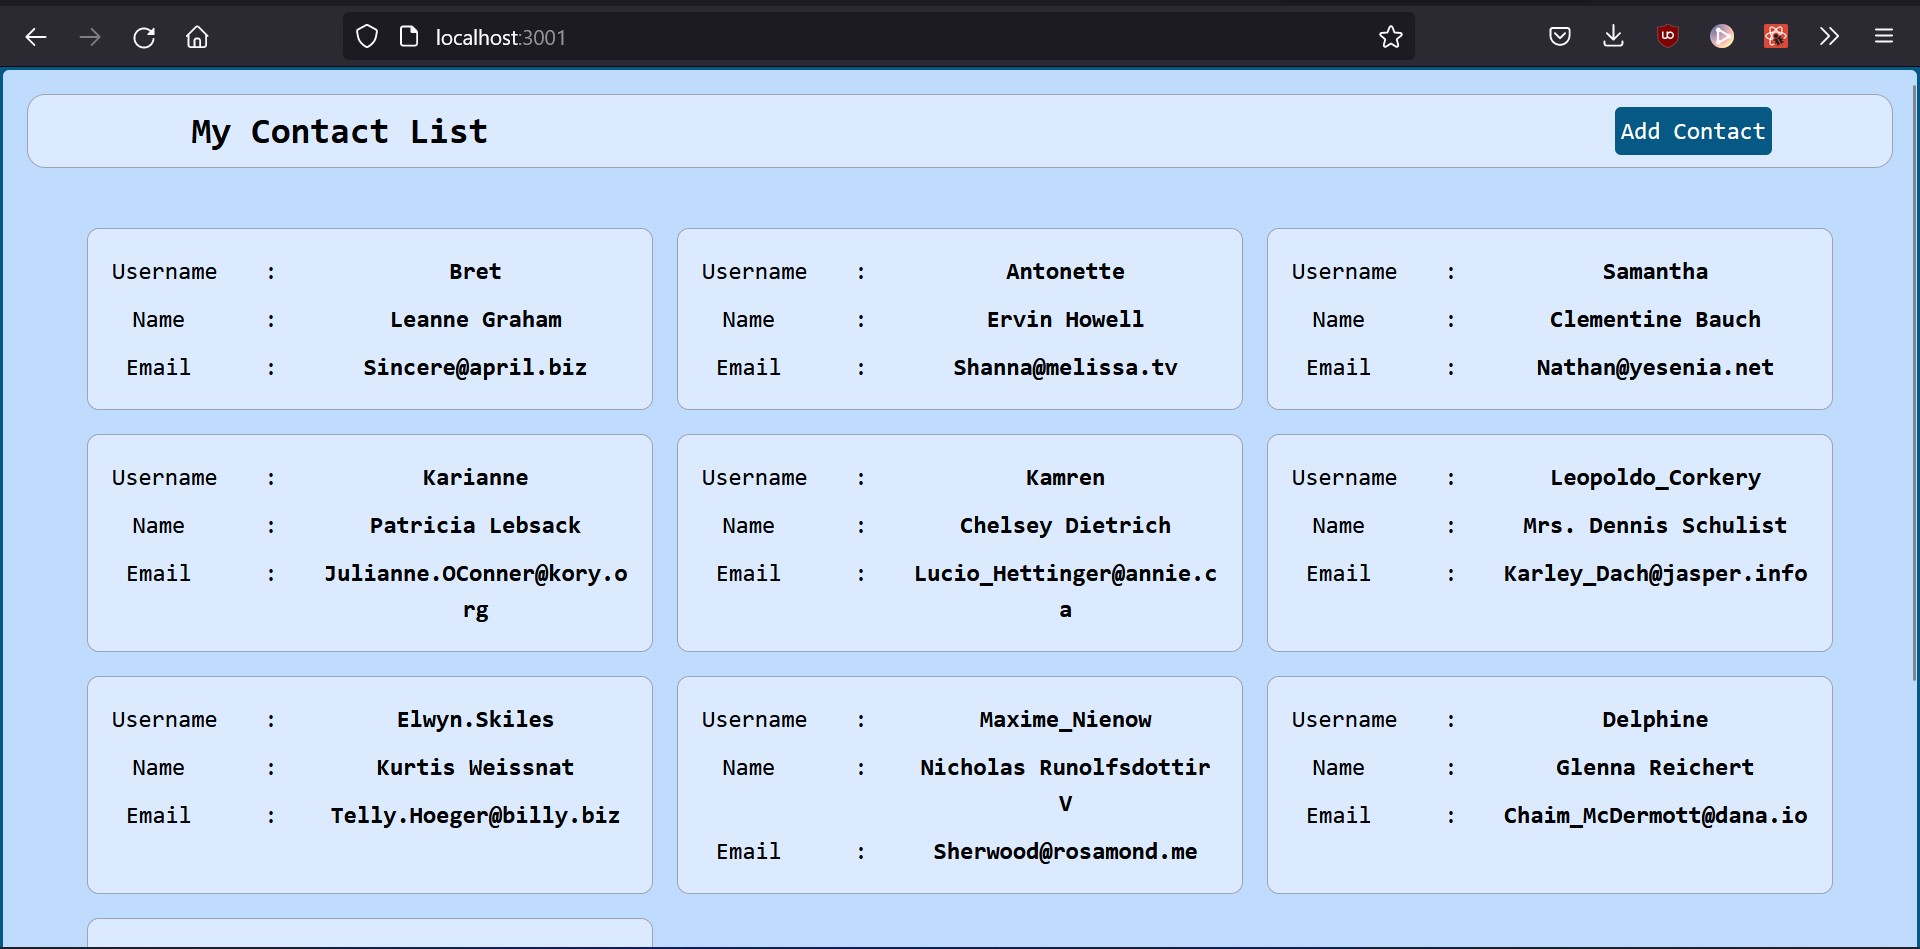 localhost:3001
My Contact List
Add Contact
Username : Bret
Name : Leanne Graham
Email : Sincere@april.biz
Username : Antonette
Name : Ervin Howell
Email : Shanna@melissa.tv
Username : Samantha
Name : Clementine Bauch
Email : Nathan@yesenia.net
Username : Karianne
Name : Patricia Lebsack
Email : Julianne.OConner@kory.o
rg
Username : Kamren
Name : Chelsey Dietrich
Email : Lucio_Hettinger@annie.c
a
Username : Leopoldo_Corkery
Name : Mrs. Dennis Schulist
Email : Karley_Dach@jasper.info
Username : Elwyn.Skiles
Name : Kurtis Weissnat
Email : Telly.Hoeger@billy.biz
Username : Maxime_Nienow
Name : Nicholas Runolfsdottir
V
Email : Sherwood@rosamond.me
Username : Delphine
Name : Glenna Reichert
Email : Chaim_McDermott@dana.io